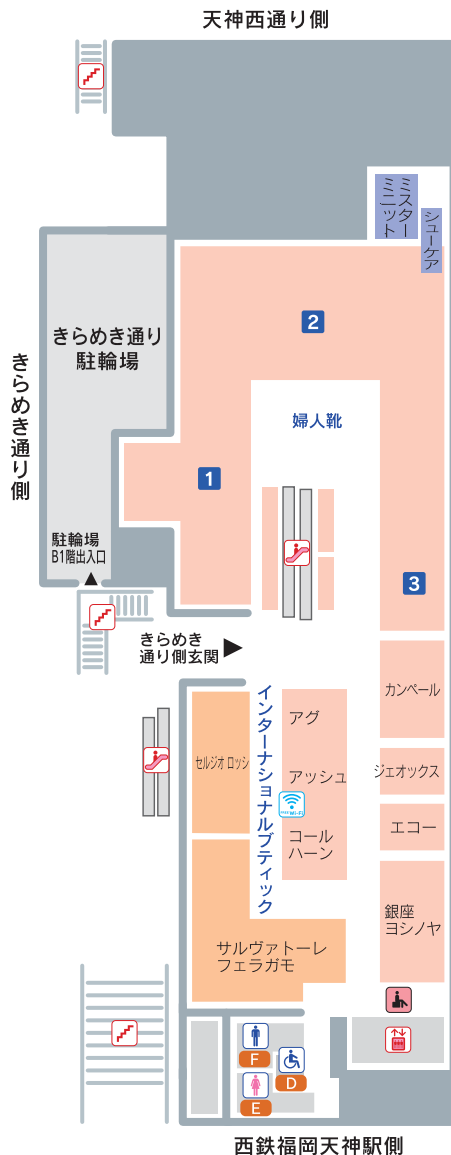 天神西通り側
ミスター
ミニット
シューケア
2
きらめき通り
駐輪場
きらめき通り側
婦人靴
1
駐輪場
B1階出入口
3
きらめき
通り側玄関
カンペール
インターナショナルブティック
アグ
セルジオ ロッシ
アッシュ
ジェオックス
Wi-Fi
コール
ハーン
エコー
銀座
ヨシノヤ
サルヴァトーレ
フェラガモ
F
D
E
西鉄福岡天神駅側